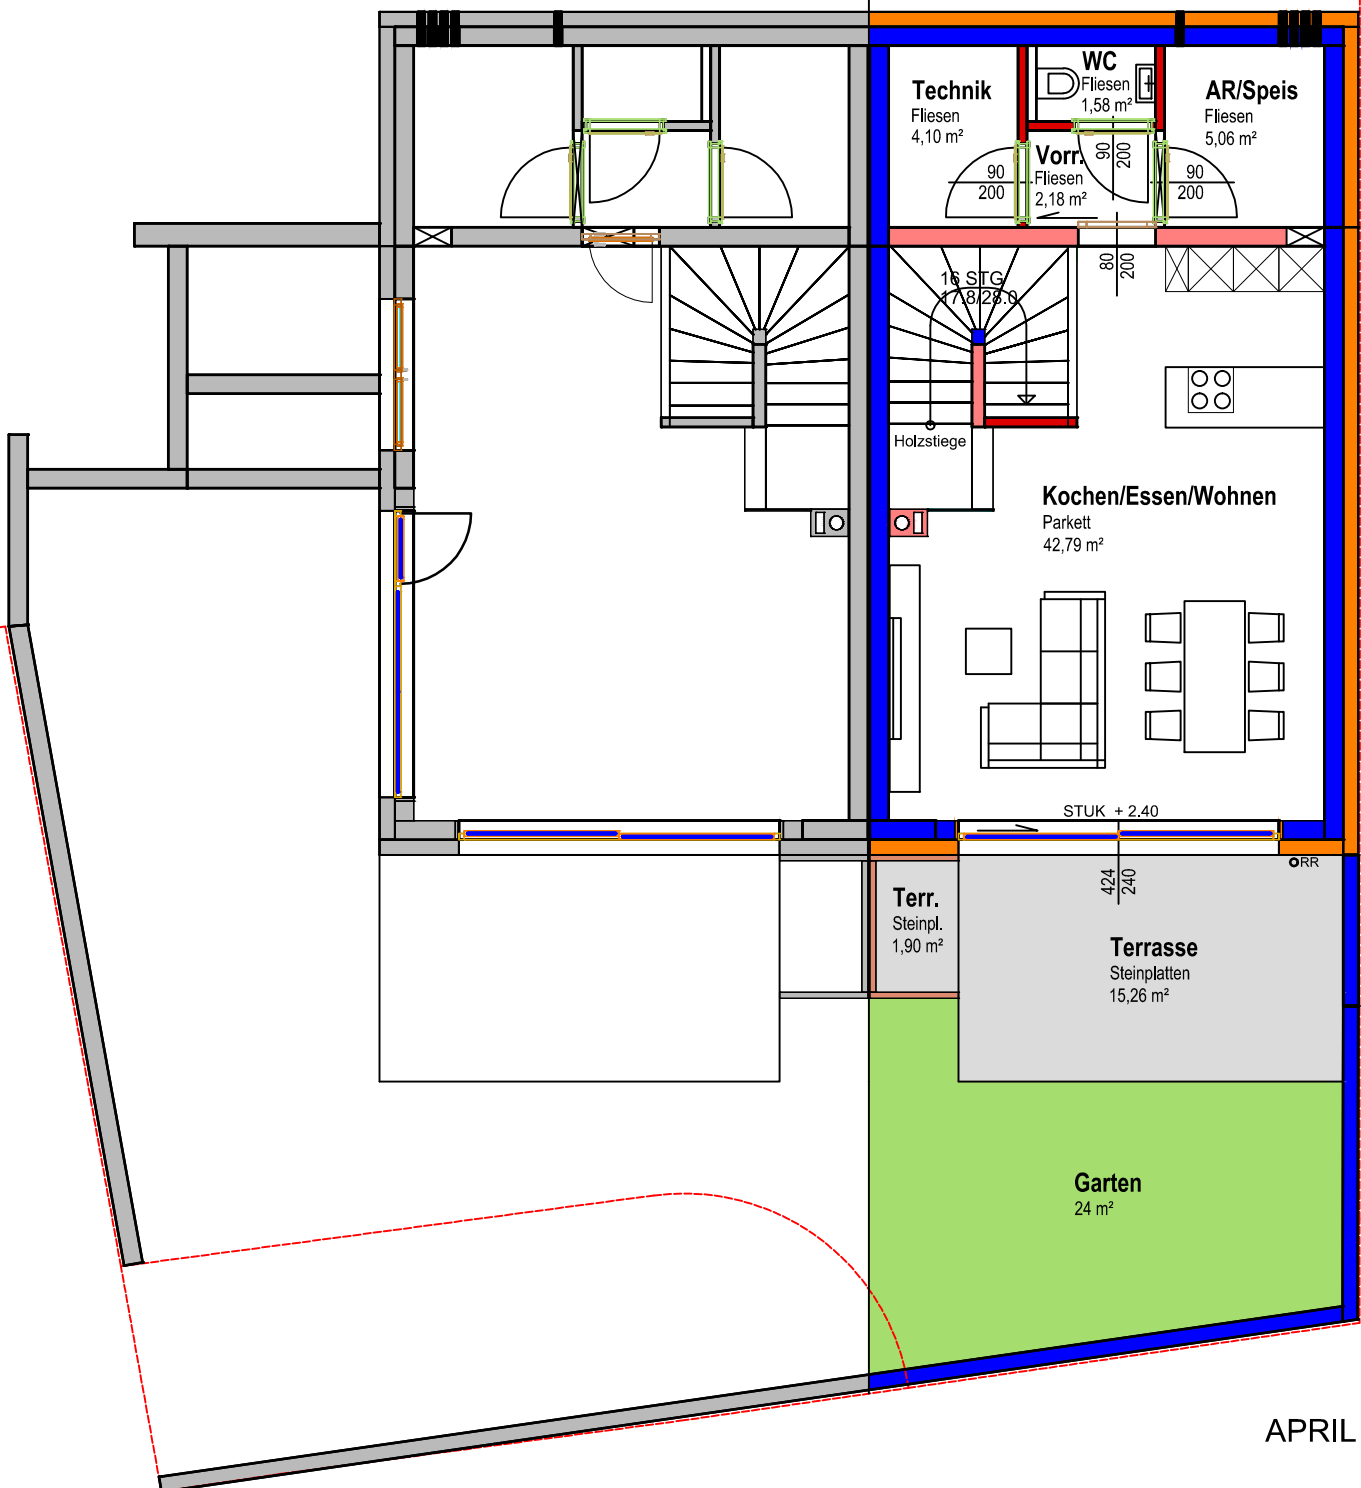 Technik
Fliesen
4,10 m²
WC
Fliesen
1,58 m²
AR/Speis
Fliesen
5,06 m²
Vorr.
Fliesen
2,18 m²
90
200
90
200
90
200
80
200
16 STG
17.8/28.0
Holzstiege
Kochen/Essen/Wohnen
Parkett
42,79 m²
STUK + 2.40
424
240
RR
Terr.
Steinpl.
1,90 m²
Terrasse
Steinplatten
15,26 m²
Garten
24 m²
APRIL